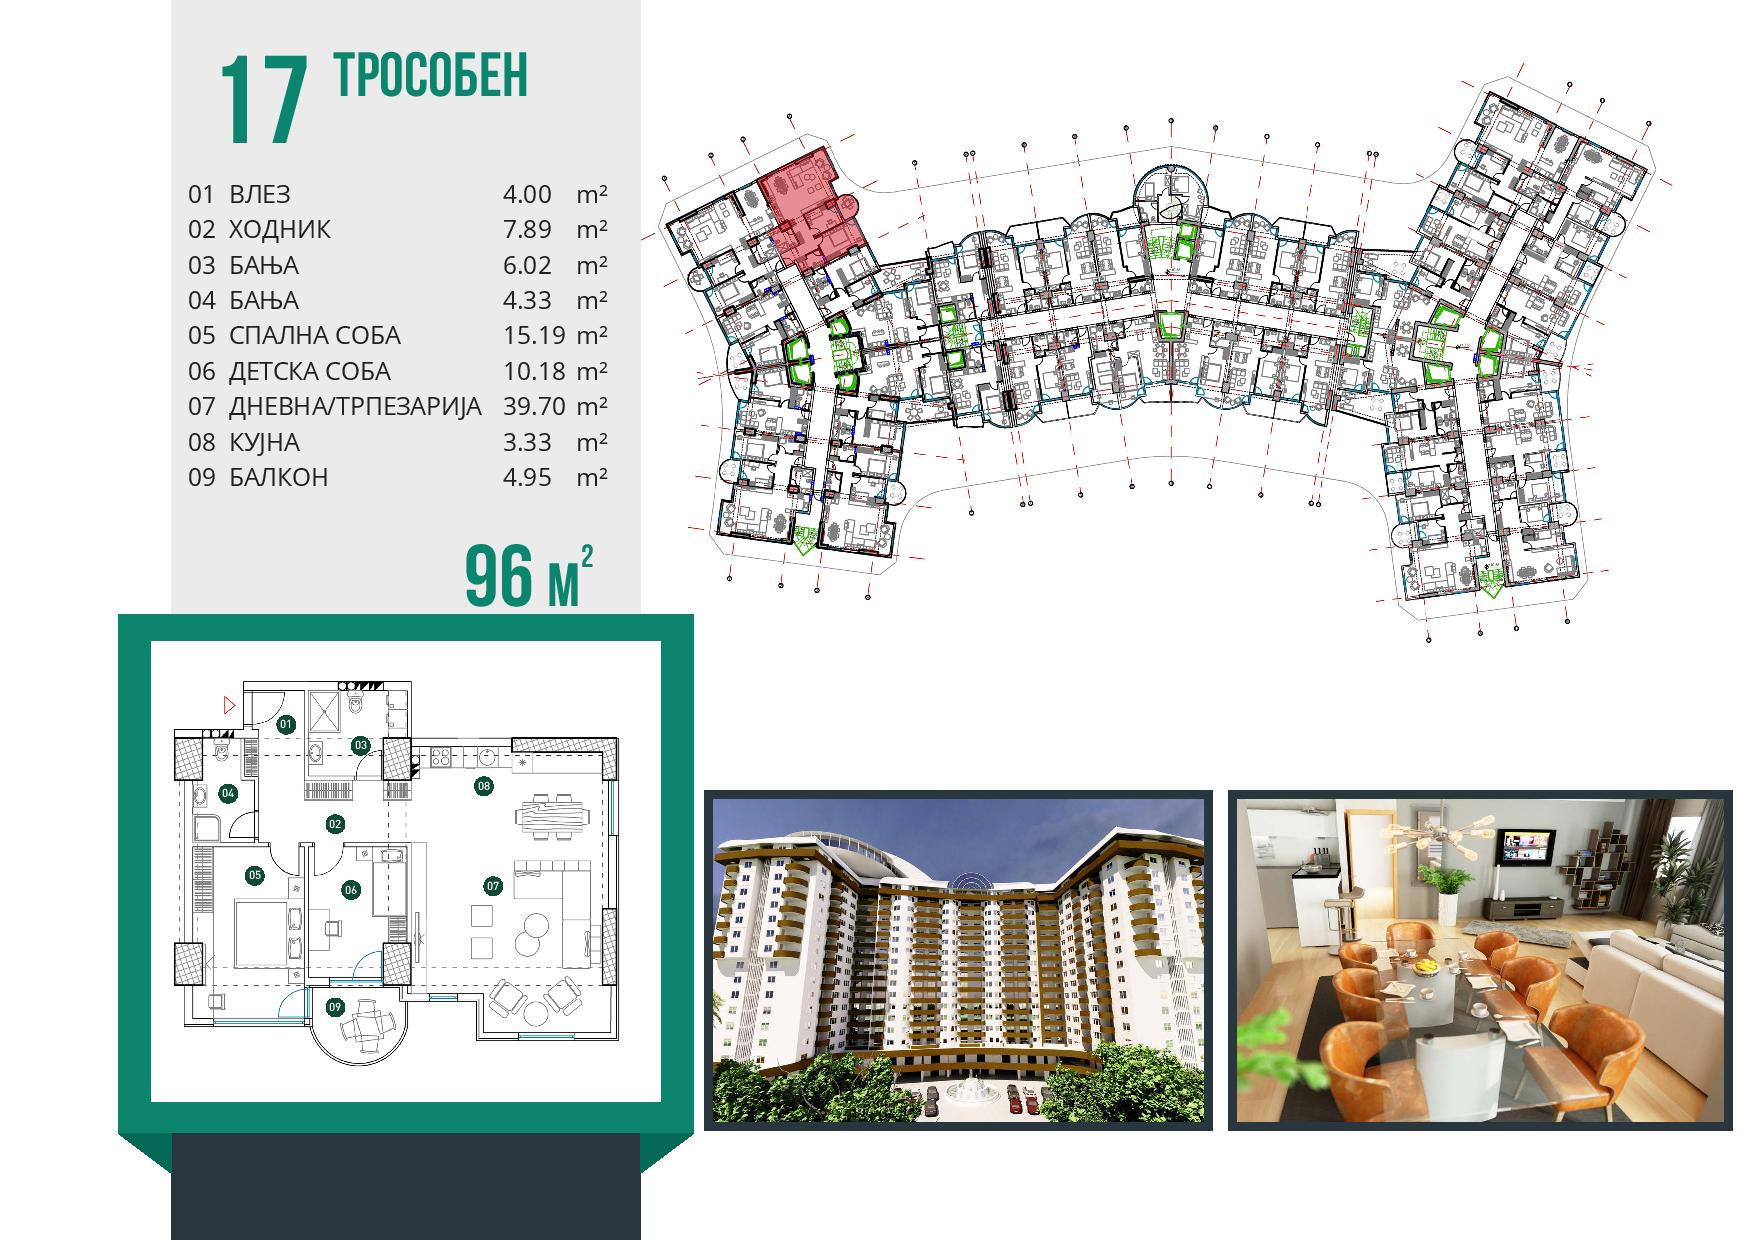 17 ТРОСОБЕН
01 ВЛЕЗ 4.00 m²
02 ХОДНИК 7.89 m²
03 БАЊА 6.02 m²
04 БАЊА 4.33 m²
05 СПАЛНА СОБА 15.19 m²
06 ДЕТСКА СОБА 10.18 m²
07 ДНЕВНА/ТРПЕЗАРИЈА 39.70 m²
08 КУЈНА 3.33 m²
09 БАЛКОН 4.95 m²
96 м²
01
03
08
04
02
05
06
07
09